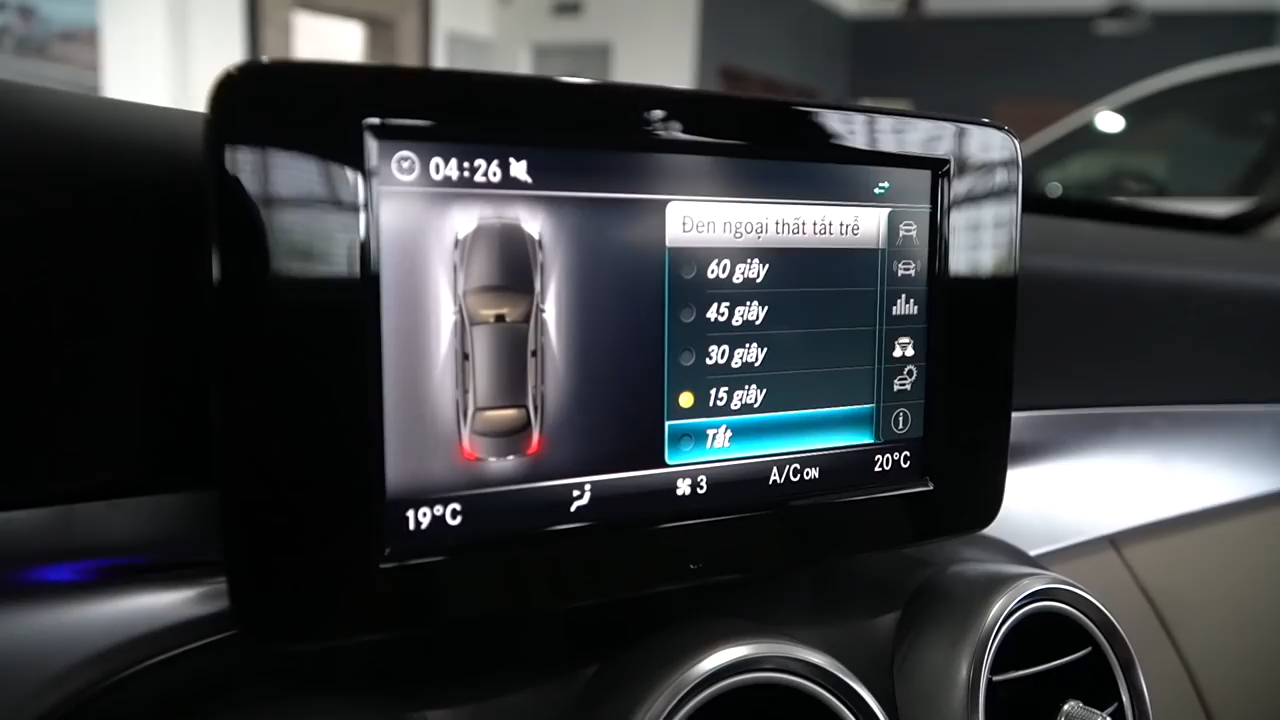 04:26
Đen ngoại thất tắt trễ
60 giây
45 giây
30 giây
15 giây
Tắt
19°C
3
A/C ON
20°C